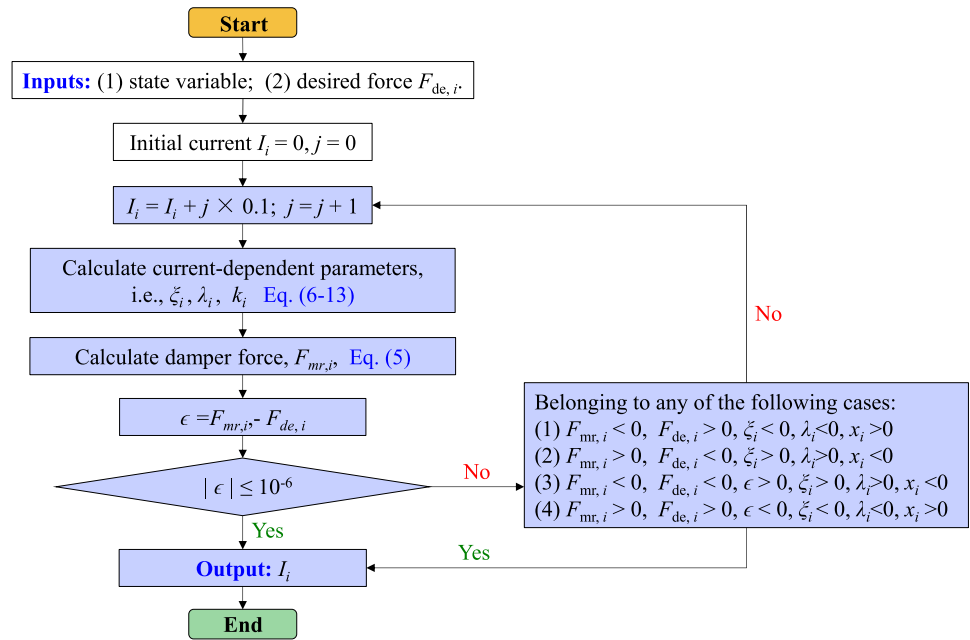 Start
Inputs: (1) state variable; (2) desired force F_de, i.
Initial current I_i = 0, j = 0
I_i = I_i + j × 0.1; j = j + 1
Calculate current-dependent parameters,
i.e., ξ_i, λ_i, k_i Eq. (6-13)
No
Calculate damper force, F_mr,i, Eq. (5)
ϵ =F_mr,i,- F_de, i
| ϵ | ≤ 10^-6
No
Belonging to any of the following cases:
(1) F_mr, i < 0, F_de, i > 0, ξ_i < 0, λ_i<0, x_i >0
(2) F_mr, i > 0, F_de, i < 0, ξ_i > 0, λ_i>0, x_i <0
(3) F_mr, i < 0, F_de, i < 0, ϵ > 0, ξ_i > 0, λ_i>0, x_i <0
(4) F_mr, i > 0, F_de, i > 0, ϵ < 0, ξ_i < 0, λ_i<0, x_i >0
Yes
Yes
Output: I_i
End